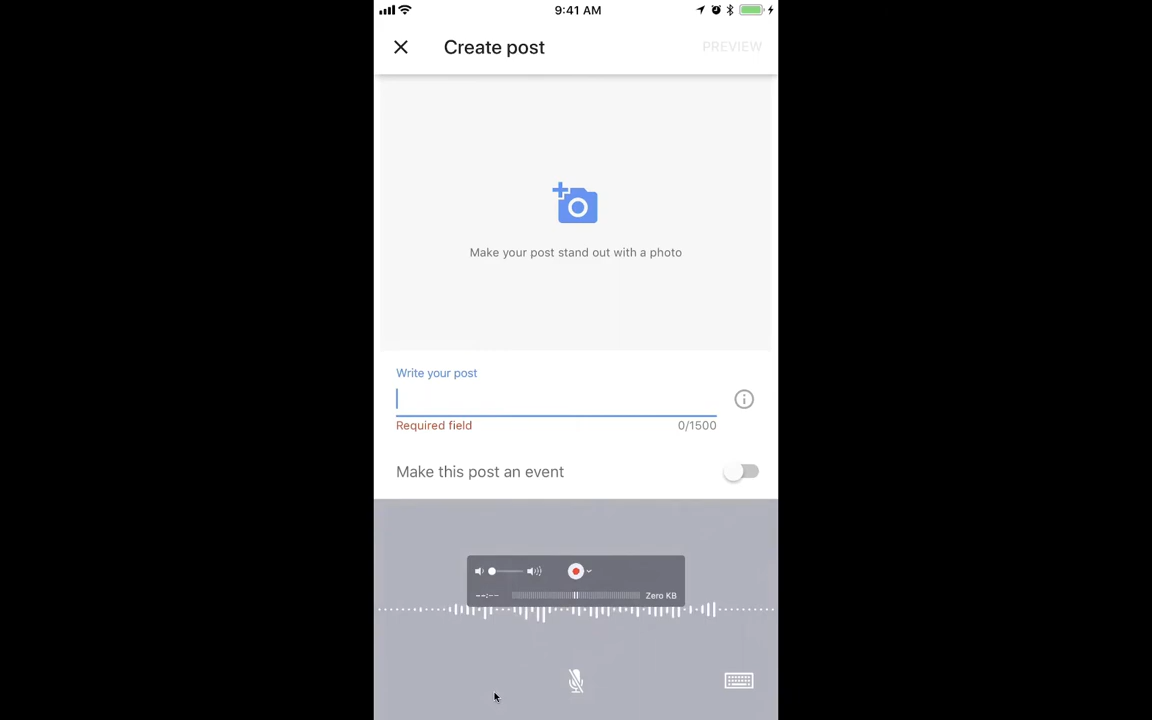 9:41 AM
Create post
PREVIEW
Make your post stand out with a photo
Write your post
Required field
0/1500
Make this post an event
--:--
Zero KB